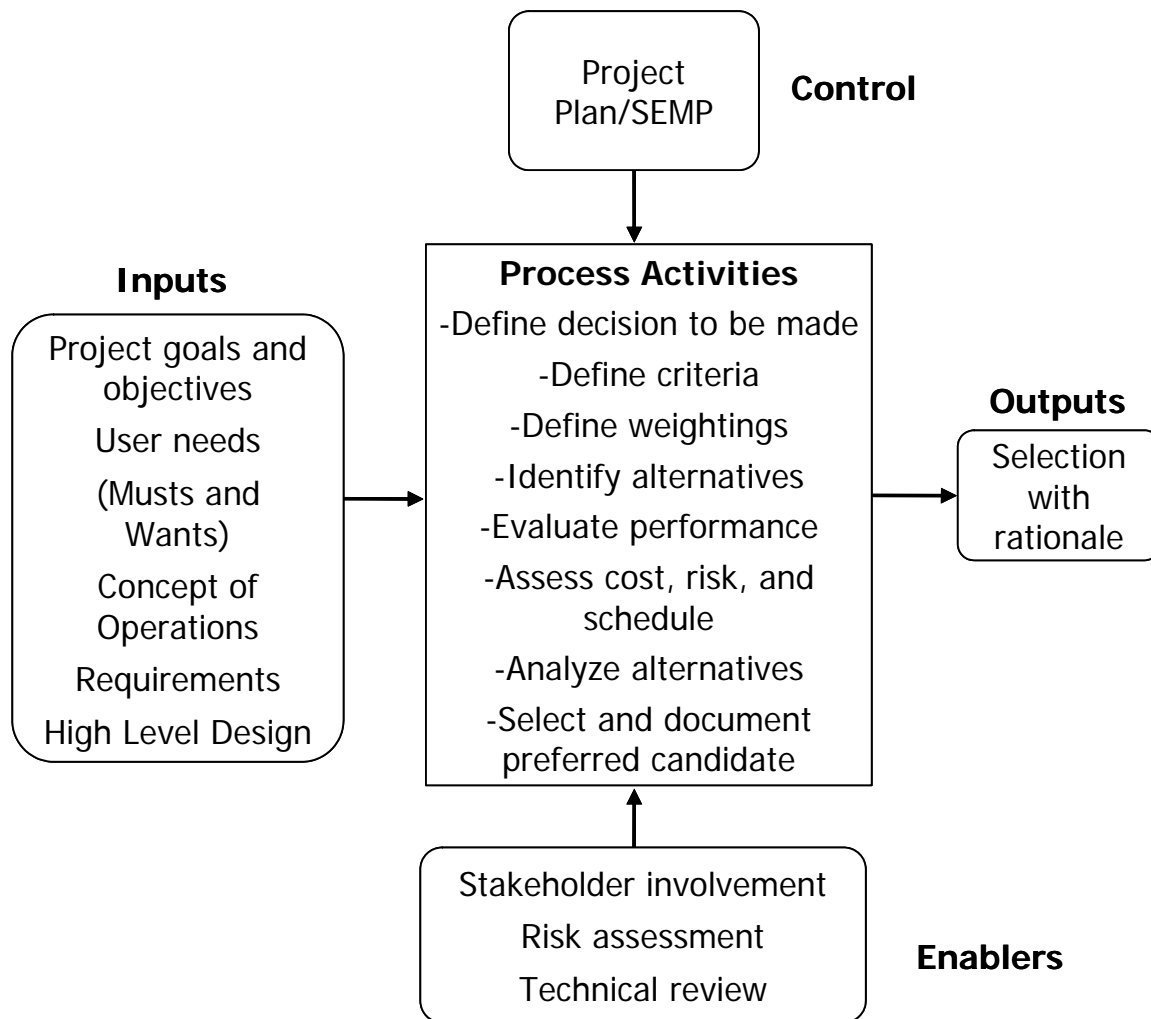 Project
Plan/SEMP
Control
Inputs
Project goals and
objectives
User needs
(Musts and
Wants)
Concept of
Operations
Requirements
High Level Design
Process Activities
-Define decision to be made
-Define criteria
-Define weightings
-Identify alternatives
-Evaluate performance
-Assess cost, risk, and
schedule
-Analyze alternatives
-Select and document
preferred candidate
Outputs
Selection
with
rationale
Stakeholder involvement
Risk assessment
Technical review
Enablers